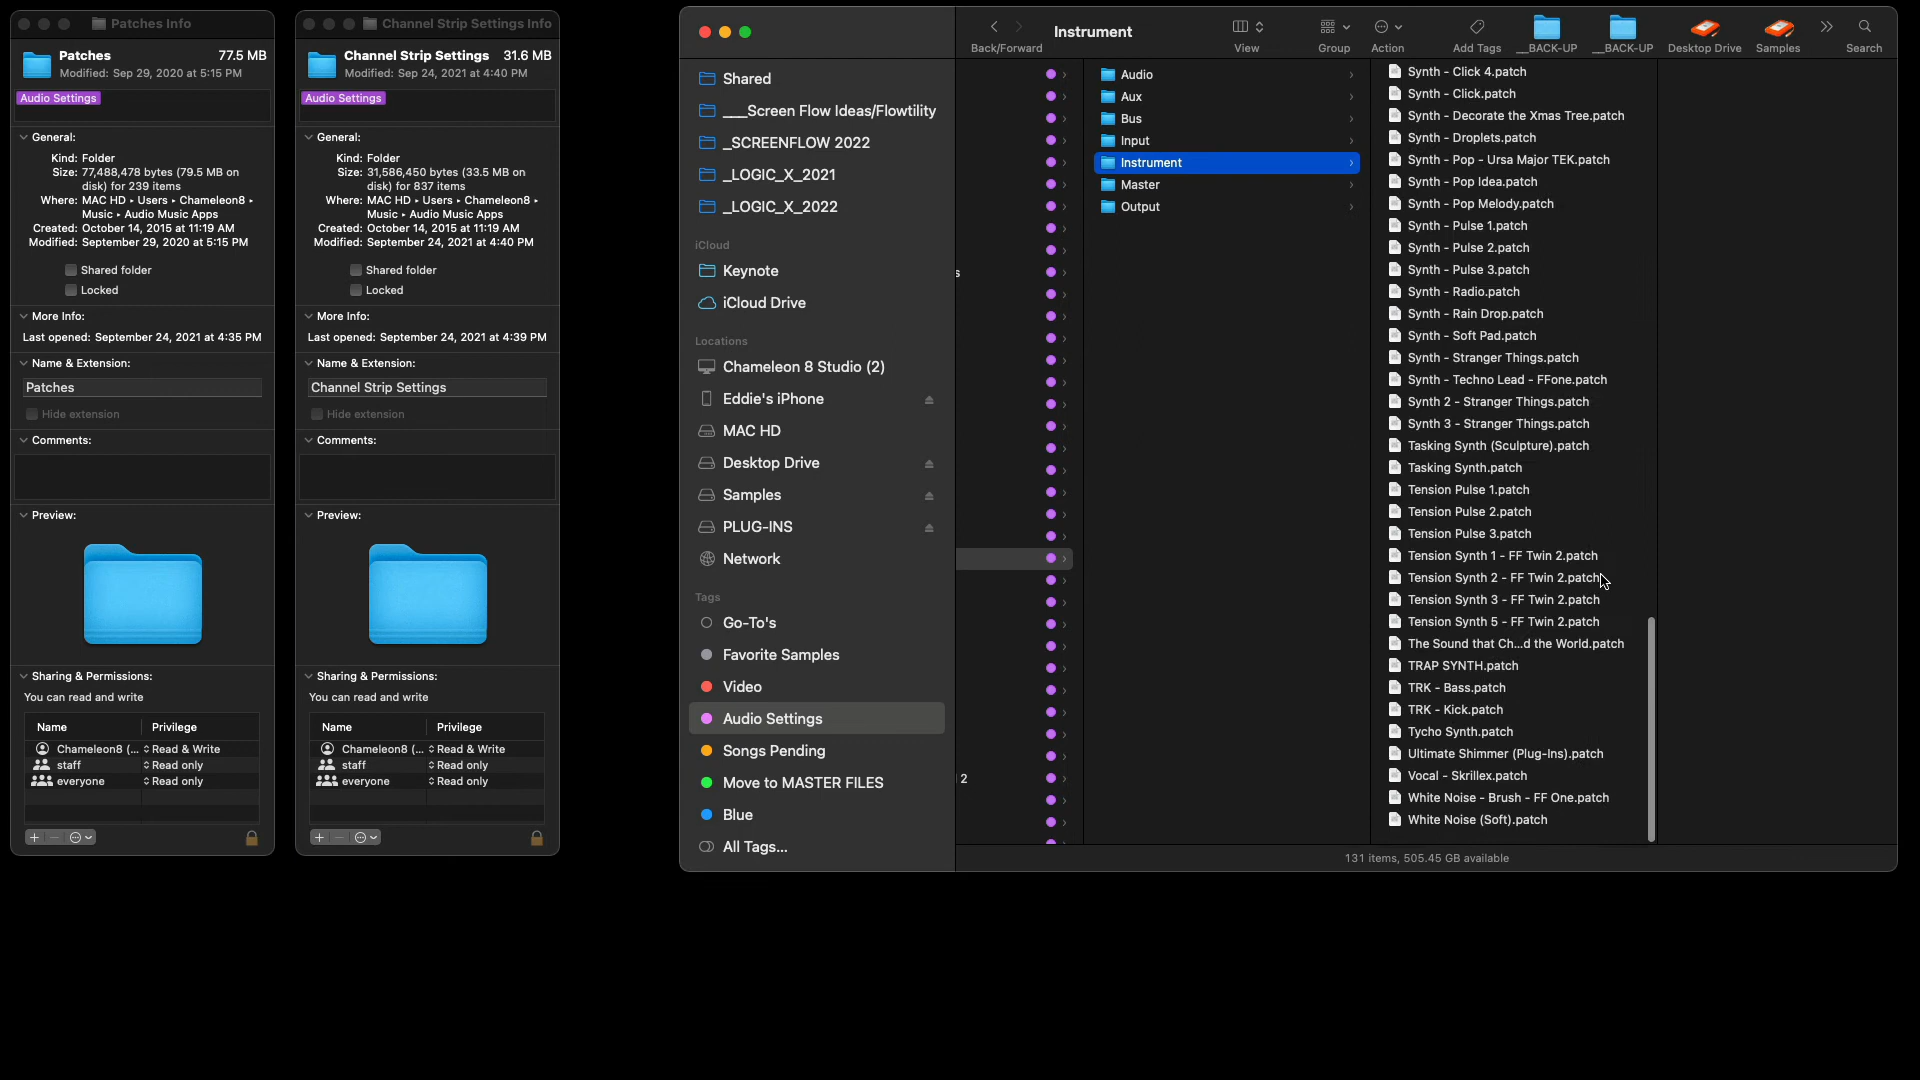 Patches Info
Patches 77.5 MB
Modified: Sep 29, 2020 at 5:15 PM
Audio Settings
General:
Kind: Folder
Size: 77,488,478 bytes (79.5 MB on
disk) for 239 items
Where: MAC HD ▸ Users ▸ Chameleon8 ▸
Music ▸ Audio Music Apps
Created: October 14, 2015 at 11:19 AM
Modified: September 29, 2020 at 5:15 PM
Shared folder
Locked
More Info:
Last opened: September 24, 2021 at 4:35 PM
Name & Extension:
Patches
Hide extension
Comments:
Preview:
Sharing & Permissions:
You can read and write
Name Privilege
Chameleon8 (... Read & Write
staff Read only
everyone Read only
Channel Strip Settings Info
Channel Strip Settings 31.6 MB
Modified: Sep 24, 2021 at 4:40 PM
Audio Settings
General:
Kind: Folder
Size: 31,586,450 bytes (33.5 MB on
disk) for 837 items
Where: MAC HD ▸ Users ▸ Chameleon8 ▸
Music ▸ Audio Music Apps
Created: October 14, 2015 at 11:19 AM
Modified: September 24, 2021 at 4:40 PM
Shared folder
Locked
More Info:
Last opened: September 24, 2021 at 4:39 PM
Name & Extension:
Channel Strip Settings
Hide extension
Comments:
Preview:
Sharing & Permissions:
You can read and write
Name Privilege
Chameleon8 (... Read & Write
staff Read only
everyone Read only
Back/Forward
Instrument
View
Group
Action
Add Tags
__BACK-UP
__BACK-UP
Desktop Drive
Samples
Search
Shared
___Screen Flow Ideas/Flowtility
_SCREENFLOW 2022
_LOGIC_X_2021
_LOGIC_X_2022
iCloud
Keynote
iCloud Drive
Locations
Chameleon 8 Studio (2)
Eddie's iPhone
MAC HD
Desktop Drive
Samples
PLUG-INS
Network
Tags
Go-To's
Favorite Samples
Video
Audio Settings
Songs Pending
Move to MASTER FILES
Blue
All Tags...
s
2
Audio
Aux
Bus
Input
Instrument
Master
Output
Synth - Click 4.patch
Synth - Click.patch
Synth - Decorate the Xmas Tree.patch
Synth - Droplets.patch
Synth - Pop - Ursa Major TEK.patch
Synth - Pop Idea.patch
Synth - Pop Melody.patch
Synth - Pulse 1.patch
Synth - Pulse 2.patch
Synth - Pulse 3.patch
Synth - Radio.patch
Synth - Rain Drop.patch
Synth - Soft Pad.patch
Synth - Stranger Things.patch
Synth - Techno Lead - FFone.patch
Synth 2 - Stranger Things.patch
Synth 3 - Stranger Things.patch
Tasking Synth (Sculpture).patch
Tasking Synth.patch
Tension Pulse 1.patch
Tension Pulse 2.patch
Tension Pulse 3.patch
Tension Synth 1 - FF Twin 2.patch
Tension Synth 2 - FF Twin 2.patch
Tension Synth 3 - FF Twin 2.patch
Tension Synth 5 - FF Twin 2.patch
The Sound that Ch...d the World.patch
TRAP SYNTH.patch
TRK - Bass.patch
TRK - Kick.patch
Tycho Synth.patch
Ultimate Shimmer (Plug-Ins).patch
Vocal - Skrillex.patch
White Noise - Brush - FF One.patch
White Noise (Soft).patch
131 items, 505.45 GB available